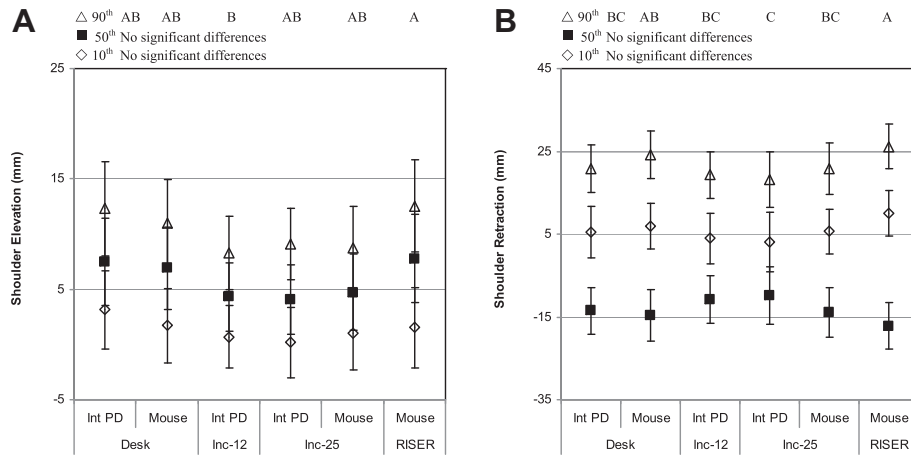 A
90th AB AB B AB AB A
50th No significant differences
10th No significant differences
Shoulder Elevation (mm)
25
15
5
-5
Int PD Mouse Int PD Int PD Mouse Mouse
Desk Inc-12 Inc-25 RISER
B
90th BC AB BC C BC A
50th No significant differences
10th No significant differences
Shoulder Retraction (mm)
45
25
5
-15
-35
Int PD Mouse Int PD Int PD Mouse Mouse
Desk Inc-12 Inc-25 RISER